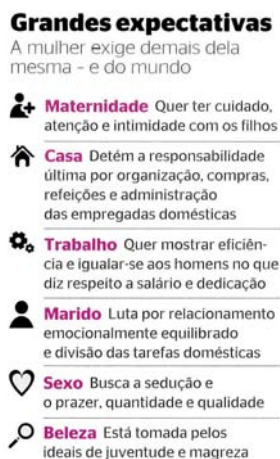 Grandes expectativas
A mulher exige demais dela
mesma – e do mundo
Maternidade Quer ter cuidado,
atenção e intimidade com os filhos
Casa Detém a responsabilidade
última por organização, compras,
refeições e administração
das empregadas domésticas
Trabalho Quer mostrar eficiên-
cia e igualar-se aos homens no que
diz respeito a salário e dedicação
Marido Luta por relacionamento
emocionalmente equilibrado
e divisão das tarefas domésticas
Sexo Busca a sedução e
o prazer, quantidade e qualidade
Beleza Está tomada pelos
ideais de juventude e magreza